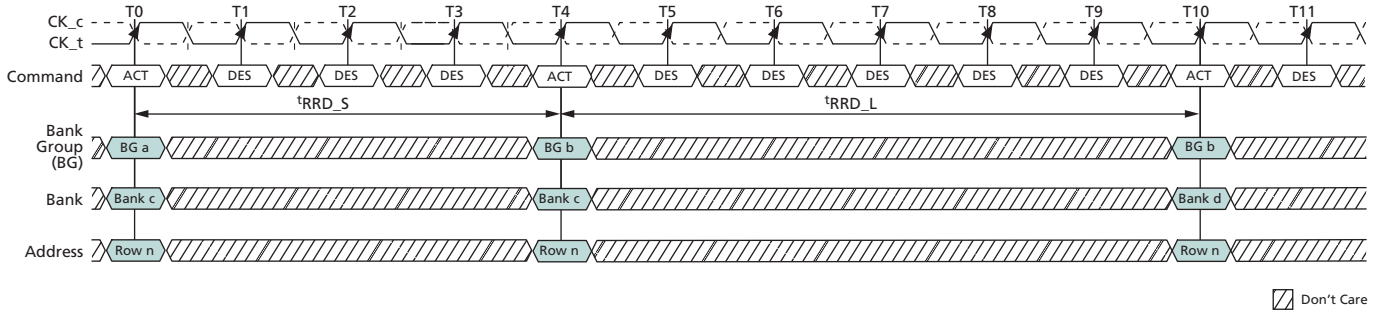 T0 T1 T2 T3 T4 T5 T6 T7 T8 T9 T10 T11
CK_c
CK_t
Command ACT DES DES DES ACT DES DES DES DES DES ACT DES
tRRD_S tRRD_L
Bank
Group
(BG)
BG a BG b BG b
Bank Bank c Bank c Bank d
Address Row n Row n Row n
Don't Care